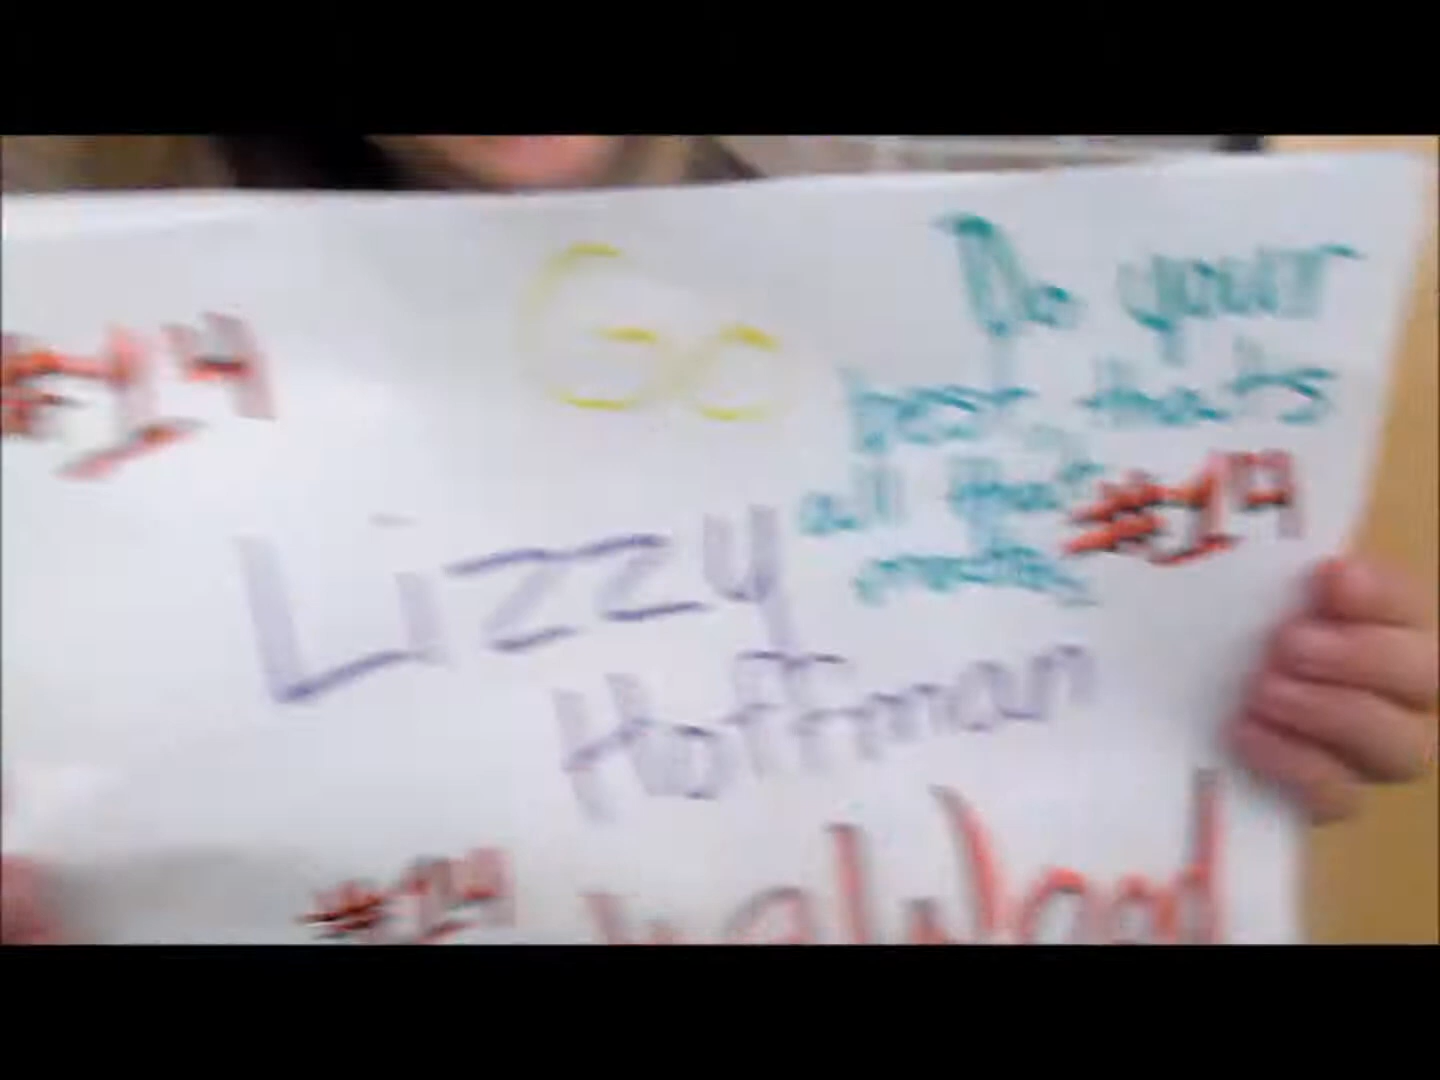 #14
Go
Do your
best, that's
all that
matters
#14
Lizzy
Hoffman
#14